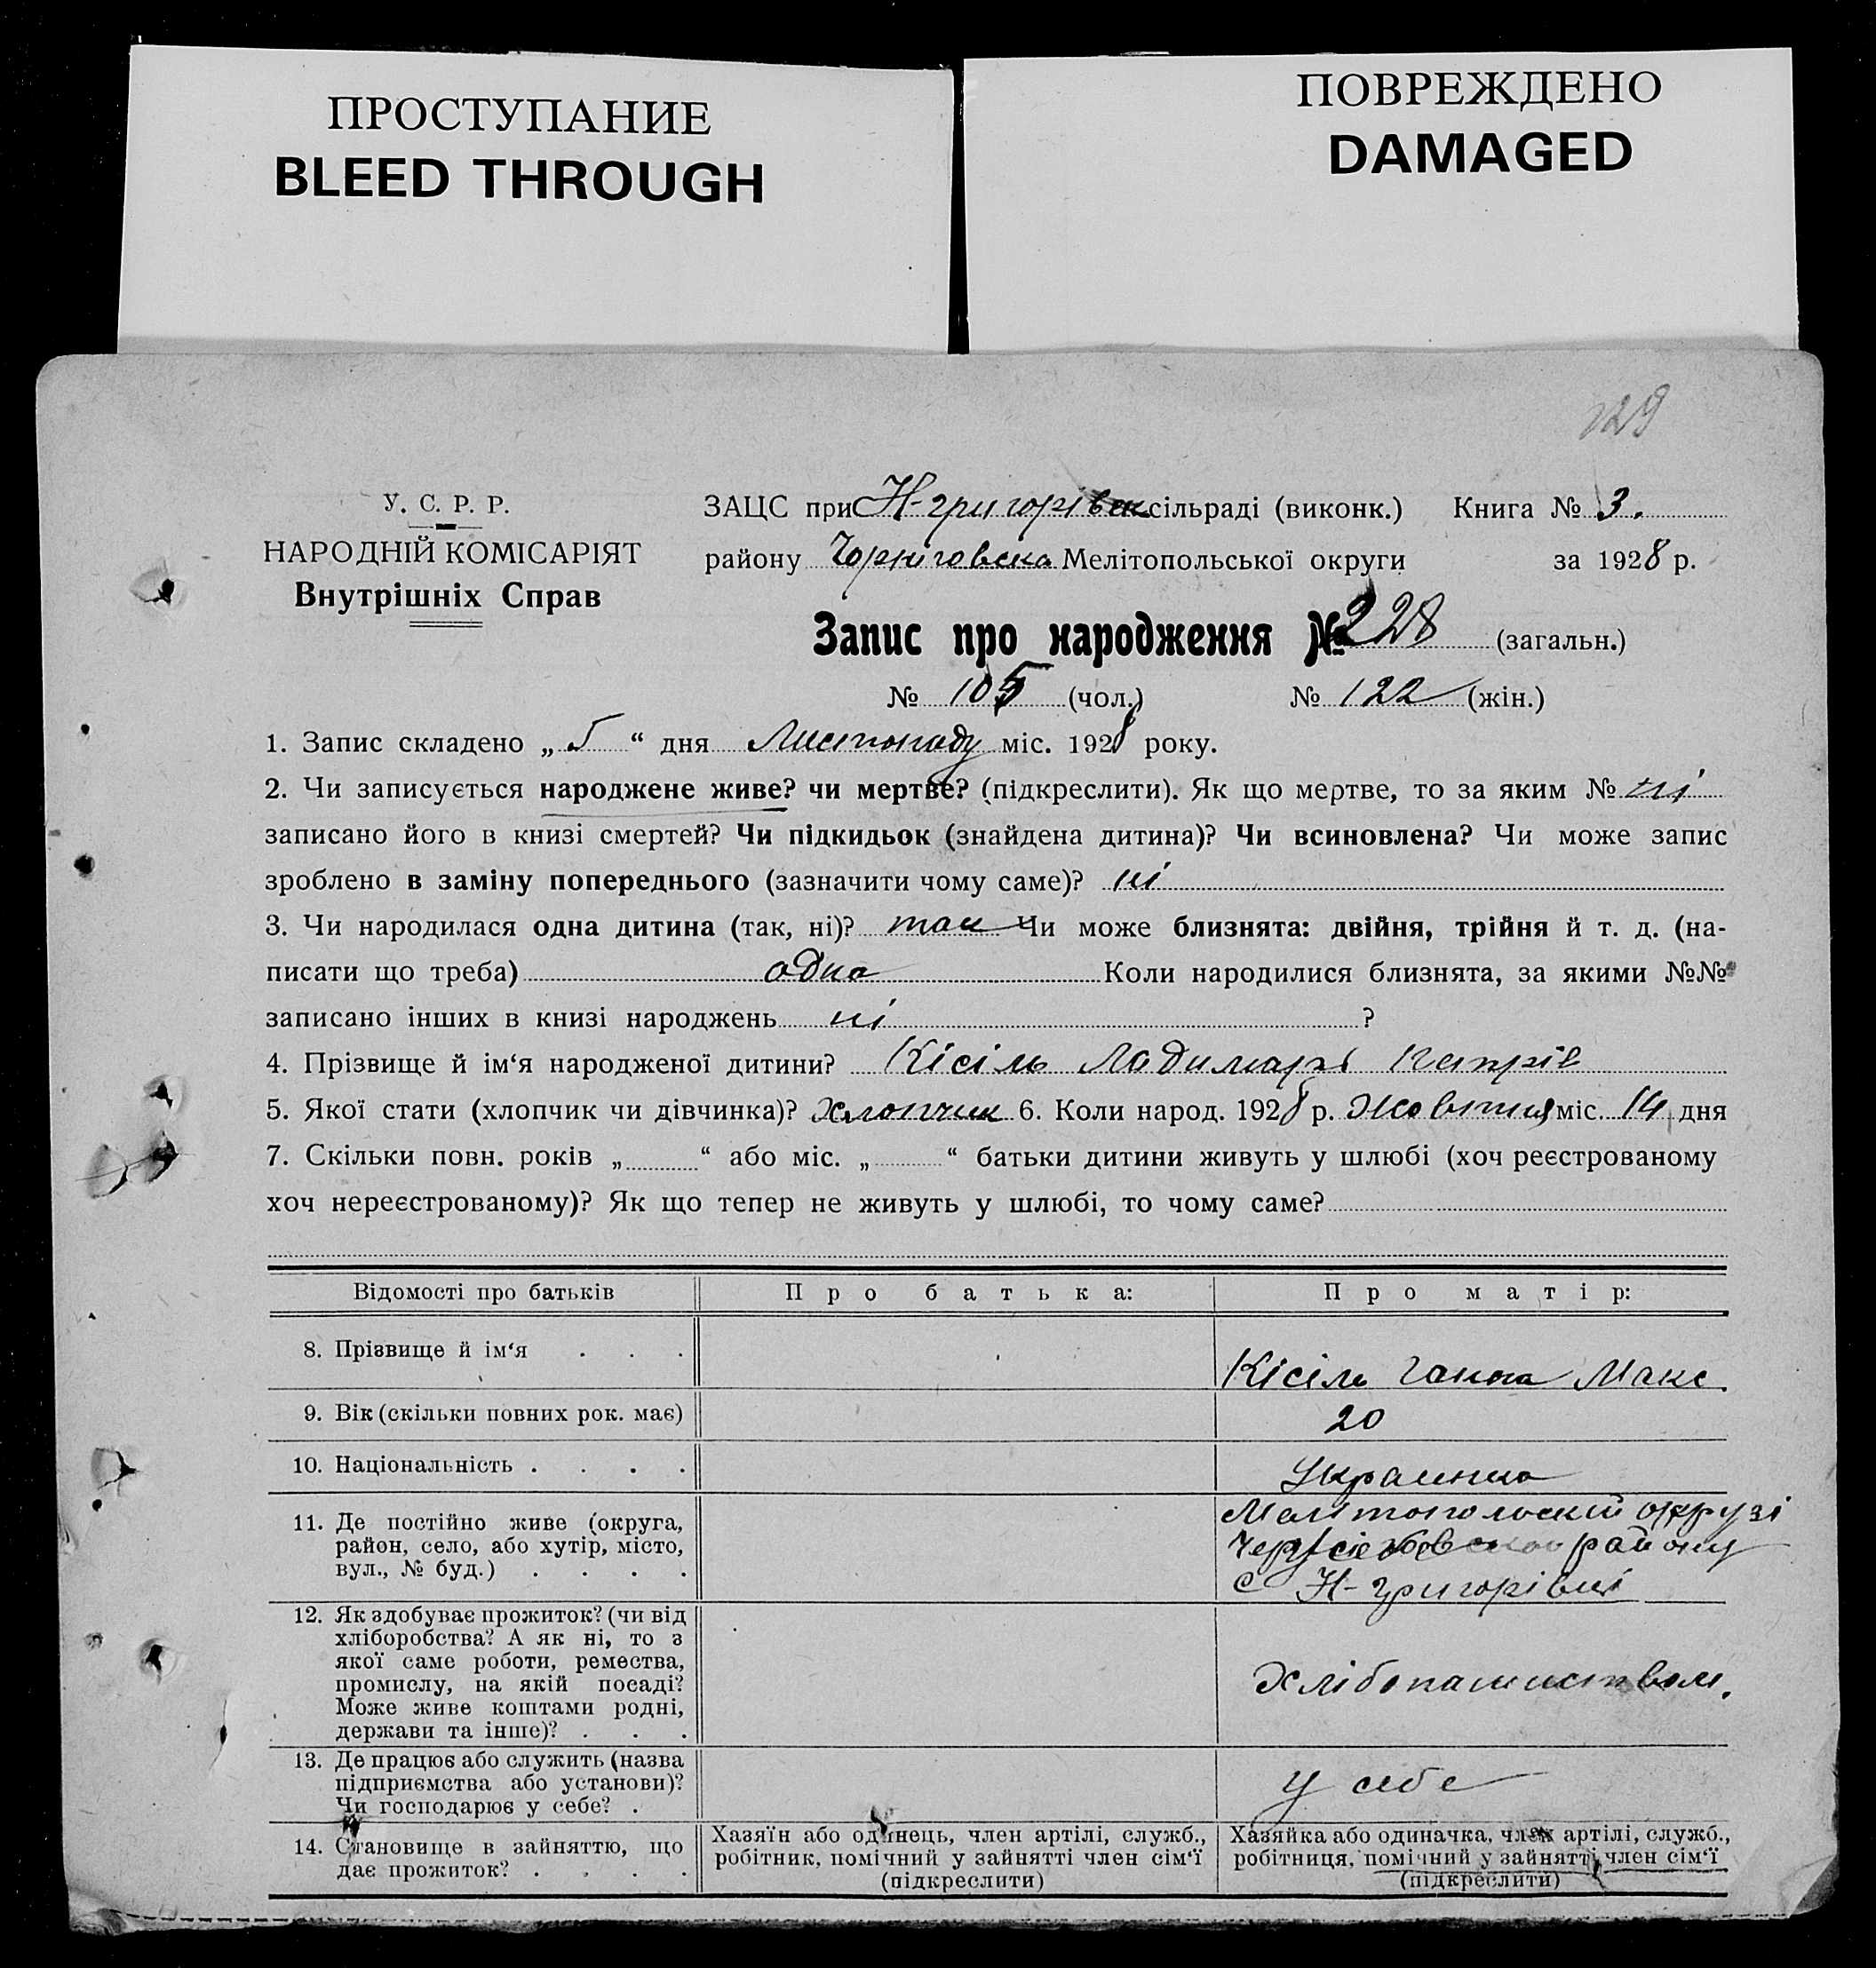 ПРОСТУПАНИЕ
BLEED THROUGH
ПОВРЕЖДЕНО
DAMAGED
129
У. С. Р. Р.
НАРОДНІЙ КОМІСАРІЯТ
Внутрішніх Справ
ЗАЦС при Н-григорівск сільраді (виконк.) Книга № 3.
району Чорніговська Мелітопольської округи за 1928 р.
Запис про народження № 228 (загальн.)
№ 105 (чол.) № 122 (жін.)
1. Запис складено „ 5 “ дня Листопаду міс. 1928 року.
2. Чи записується народжене живе? чи мертве? (підкреслити). Як що мертве, то за яким № ні
записано його в книзі смертей? Чи підкидьок (знайдена дитина)? Чи всиновлена? Чи може запис
зроблено в заміну попереднього (зазначити чому саме)? ні
3. Чи народилася одна дитина (так, ні)? так Чи може близнята: двійня, трійня й т. д. (на-
писати що треба) одна Коли народилися близнята, за якими №№
записано інших в книзі народжень ні ?
4. Прізвище й ім‘я народженої дитини? Кісіль
5. Якої стати (хлопчик чи дівчинка)? Хлопчик 6. Коли народ. 1928 р. Жовтня міс. 14 дня
7. Скільки повн. років „ “ або міс. „ “ батьки дитини живуть у шлюбі (хоч реєстрованому
хоч нереєстрованому)? Як що тепер не живуть у шлюбі, то чому саме?
Відомості про батьків Про батька: Про матір:
8. Прізвище й ім‘я . . . Кісіль Ганна Макс.
9. Вік (скільки повних рок. має) 20
10. Національність . . . . Украинка
11. Де постійно живе (округа,
район, село, або хутір, місто,
вул., № буд.) . . . .
Мелітопольскій окрузі
району
с Н-григорівці
12. Як здобуває прожиток? (чи від
хліборобства? А як ні, то з
якої саме роботи, ремества,
промислу, на якій посаді?
Може живе коштами родні,
держави та інше)? . . .
Хлібопашиством.
13. Де працює або служить (назва
підприємства або установи)?
Чи господарює у себе? .
у себе
14. Становище в зайняттю, що
дає прожиток? . . . .
Хазяїн або одинець, член артілі, служб.,
робітник, помічний у зайнятті член сім‘ї
(підкреслити)
Хазяйка або одиначка, член артілі, служб.,
робітниця, помічний у зайнятті член сім‘ї
(підкреслити)